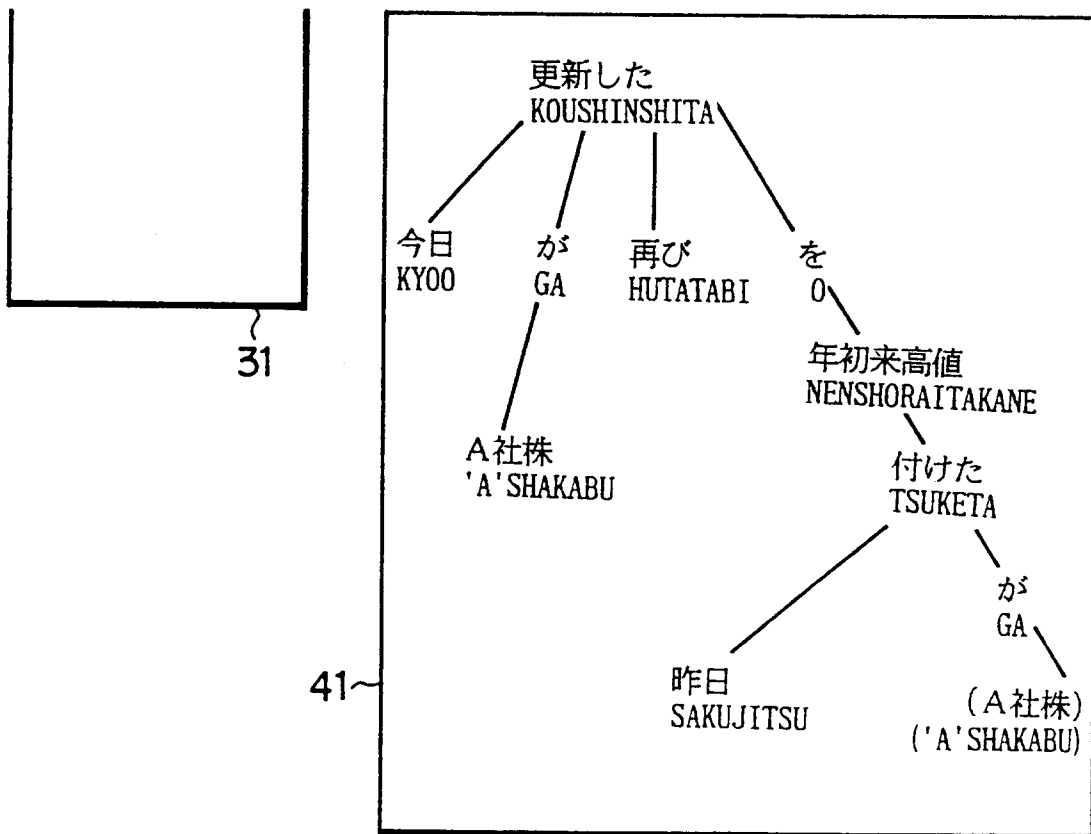 更新した
KOUSHINSHITA
今日
KYOO
が
GA
再び
HUTATABI
を
O
年初来高値
NENSHORAITAKANE
A社株
'A'SHAKABU
付けた
TSUKETA
が
GA
昨日
SAKUJITSU
(A社株)
('A'SHAKABU)
31
41